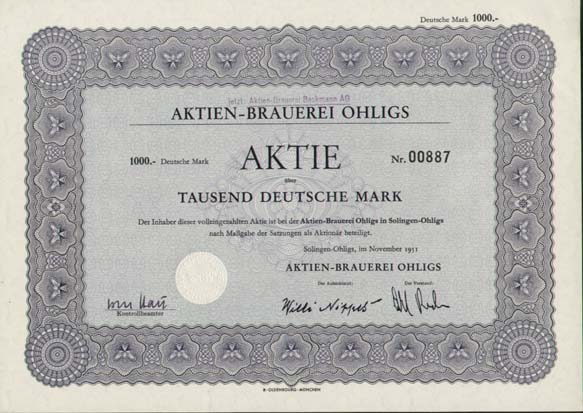 Deutsche Mark 1000.-
jetzt: Aktien-Brauerei Beckmann AG
AKTIEN-BRAUEREI OHLIGS
1000.- Deutsche Mark AKTIE Nr. 00887
über
TAUSEND DEUTSCHE MARK
Der Inhaber dieser volleingezahlten Aktie ist bei der Aktien-Brauerei Ohligs in Solingen-Ohligs
nach Maßgabe der Satzungen als Aktionär beteiligt.
Solingen-Ohligs, im November 1951
AKTIEN-BRAUEREI OHLIGS
Der Aufsichtsrat: Der Vorstand:
Willi Nippes
Kontrollbeamter
R·OLDENBOURG·MÜNCHEN